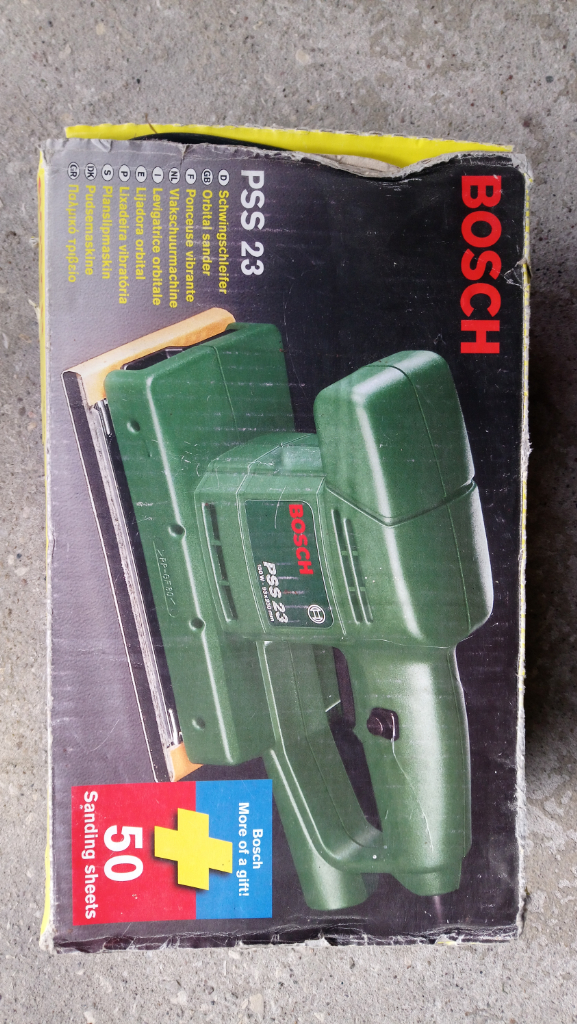 BOSCH
PSS 23
D Schwingschleifer
GB Orbital sander
F Ponceuse vibrante
NL Vlakschuurmachine
I Levigatrice orbitale
E Lijadora orbital
P Lixadeira vibratória
S Planslipmaskin
DK Pudsemaskine
GR Παλμικό τριβείο
BOSCH
PSS 23
Bosch
More of a gift!
50
Sanding sheets